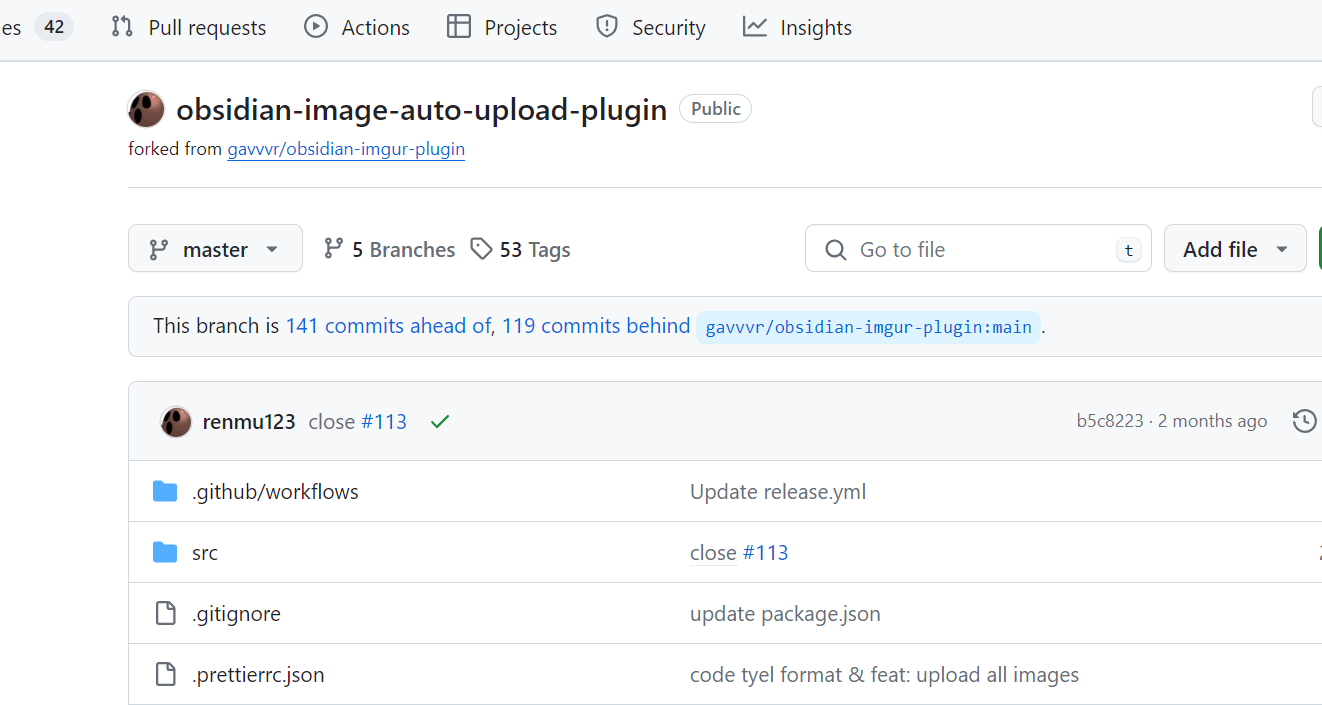 es 42 Pull requests Actions Projects Security Insights
obsidian-image-auto-upload-plugin Public
forked from gavvvr/obsidian-imgur-plugin
master 5 Branches 53 Tags Go to file t Add file
This branch is 141 commits ahead of, 119 commits behind gavvvr/obsidian-imgur-plugin:main .
renmu123 close #113 b5c8223 · 2 months ago
.github/workflows Update release.yml
src close #113
.gitignore update package.json
.prettierrc.json code tyel format & feat: upload all images